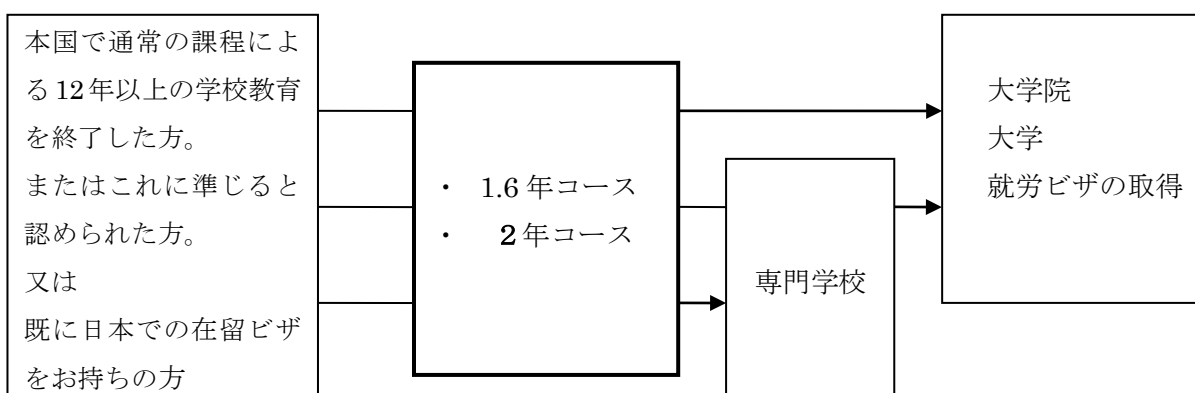 本国で通常の課程によ
る12年以上の学校教育
を終了した方。
またはこれに準じると
認められた方。
又は
既に日本での在留ビザ
をお持ちの方
・ 1.6年コース
・ 2年コース
専門学校
大学院
大学
就労ビザの取得